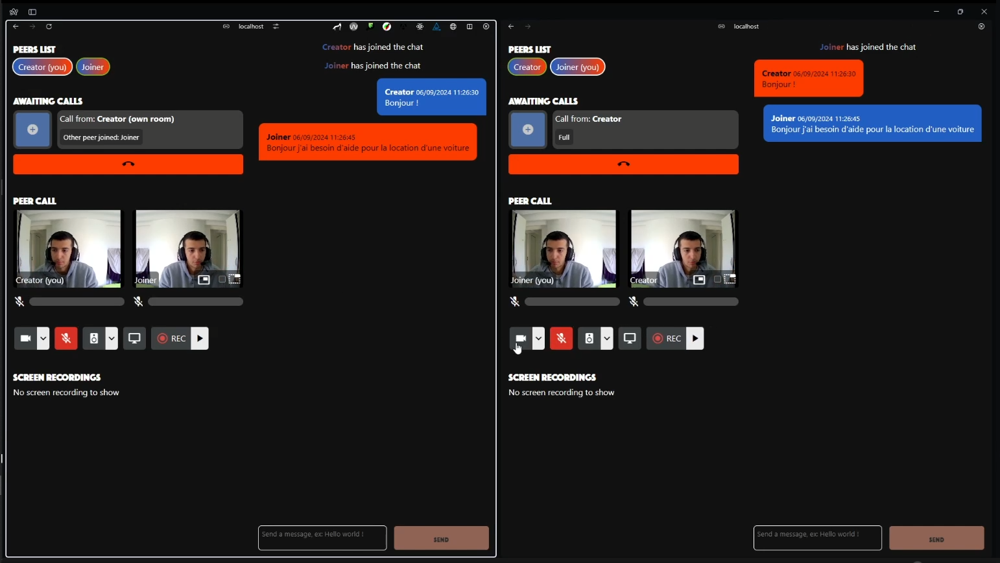 localhost
PEERS LIST
Creator (you)
Joiner
AWAITING CALLS
Call from: Creator (own room)
Other peer joined: Joiner
PEER CALL
Creator (you)
Joiner
REC
SCREEN RECORDINGS
No screen recording to show
Creator has joined the chat
Joiner has joined the chat
Creator 06/09/2024 11:26:30
Bonjour !
Joiner 06/09/2024 11:26:45
Bonjour j'ai besoin d'aide pour la location d'une voiture
Send a message, ex: Hello world !
SEND
localhost
PEERS LIST
Creator
Joiner (you)
AWAITING CALLS
Call from: Creator
Full
PEER CALL
Joiner (you)
Creator
REC
SCREEN RECORDINGS
No screen recording to show
Joiner has joined the chat
Creator 06/09/2024 11:26:30
Bonjour !
Joiner 06/09/2024 11:26:45
Bonjour j'ai besoin d'aide pour la location d'une voiture
Send a message, ex: Hello world !
SEND